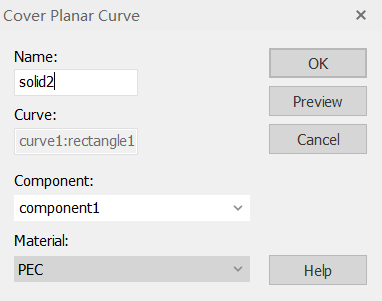 Cover Planar Curve
Name:
OK
solid2
Preview
Curve:
curve1:rectangle1
Cancel
Component:
component1
Material:
PEC
Help